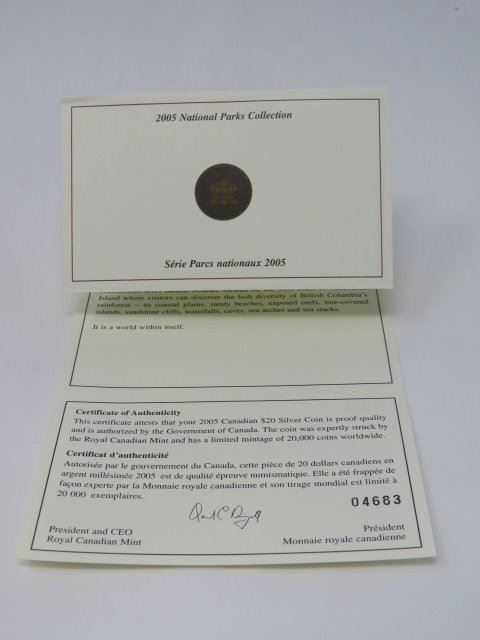 2005 National Parks Collection
Série Parcs nationaux 2005
Island where visitors can discover the lush diversity of British Columbia's
rainforest – its coastal plains, sandy beaches, exposed reefs, tree-covered
islands, sandstone cliffs, waterfalls, caves, sea arches and sea stacks.
It is a world within itself.
Certificate of Authenticity
This certificate attests that your 2005 Canadian $20 Silver Coin is proof quality
and is authorized by the Government of Canada. The coin was expertly struck by
the Royal Canadian Mint and has a limited mintage of 20,000 coins worldwide.
Certificat d'authenticité
Autorisée par le gouvernement du Canada, cette pièce de 20 dollars canadiens en
argent millésimée 2005 est de qualité épreuve numismatique. Elle a été frappée de
façon experte par la Monnaie royale canadienne et son tirage mondial est limité à
20 000 exemplaires.
04683
President and CEO
Royal Canadian Mint
Président
Monnaie royale canadienne